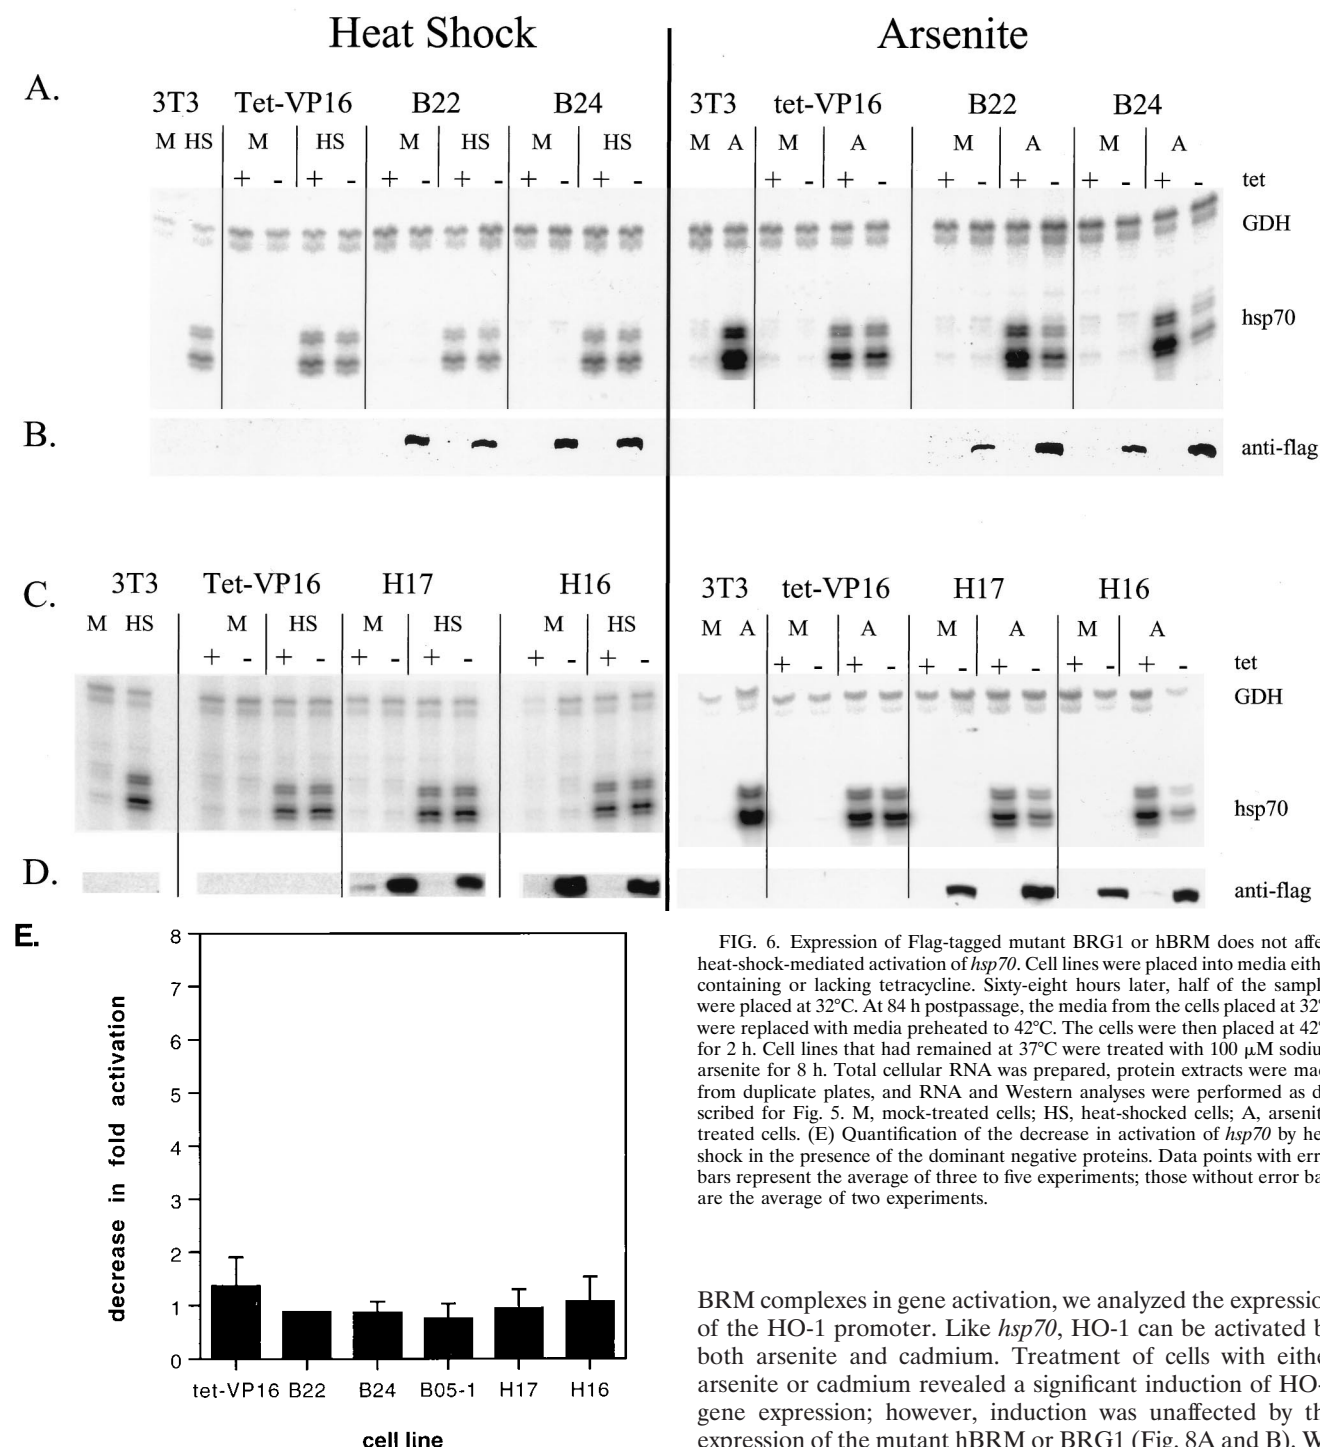 Heat Shock
Arsenite
A.
3T3 Tet-VP16 B22 B24
3T3 tet-VP16 B22 B24
M HS M HS M HS M HS
M A M A M A M A
+ - + - + - + - + - + -
+ - + - + - + - + - + - tet
GDH
hsp70
B.
anti-flag
C.
3T3 Tet-VP16 H17 H16
3T3 tet-VP16 H17 H16
M HS M HS M HS M HS
M A M A M A M A
+ - + - + - + - + - + -
+ - + - + - + - + - + - tet
GDH
hsp70
D.
anti-flag
E.
decrease in fold activation
8
7
6
5
4
3
2
1
0
tet-VP16 B22 B24 B05-1 H17 H16
cell line
FIG. 6. Expression of Flag-tagged mutant BRG1 or hBRM does not affe
heat-shock-mediated activation of hsp70. Cell lines were placed into media eith
containing or lacking tetracycline. Sixty-eight hours later, half of the sampl
were placed at 32°C. At 84 h postpassage, the media from the cells placed at 32°
were replaced with media preheated to 42°C. The cells were then placed at 42°
for 2 h. Cell lines that had remained at 37°C were treated with 100 μM sodiu
arsenite for 8 h. Total cellular RNA was prepared, protein extracts were mad
from duplicate plates, and RNA and Western analyses were performed as d
scribed for Fig. 5. M, mock-treated cells; HS, heat-shocked cells; A, arsenit
treated cells. (E) Quantification of the decrease in activation of hsp70 by he
shock in the presence of the dominant negative proteins. Data points with err
bars represent the average of three to five experiments; those without error ba
are the average of two experiments.
BRM complexes in gene activation, we analyzed the expressio
of the HO-1 promoter. Like hsp70, HO-1 can be activated b
both arsenite and cadmium. Treatment of cells with eithe
arsenite or cadmium revealed a significant induction of HO-
gene expression; however, induction was unaffected by th
expression of the mutant hBRM or BRG1 (Fig. 8A and B). W